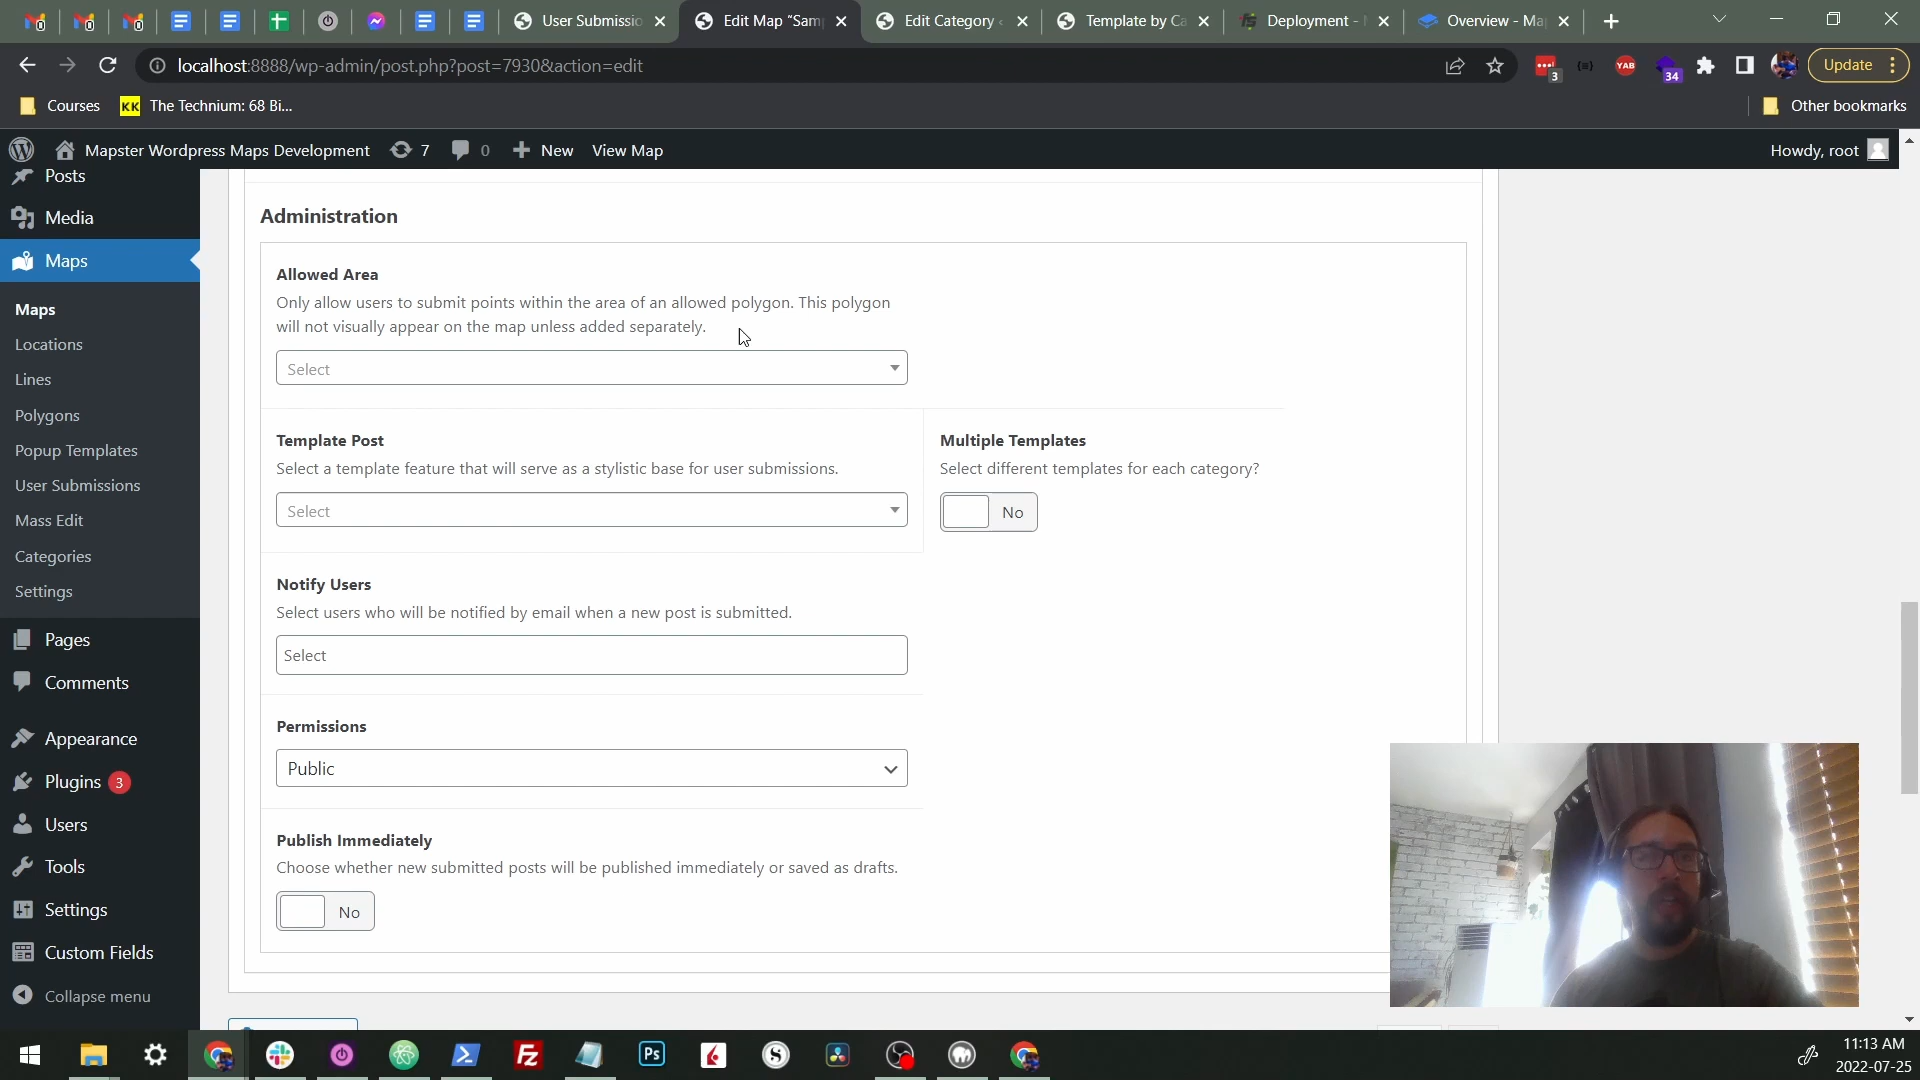 User Submissio
Edit Map “Sam
Edit Category
Template by Ca
Deployment -
Overview - Ma
localhost:8888/wp-admin/post.php?post=7930&action=edit
3
YAB
34
Update
Courses
KK
The Technium: 68 Bi...
Other bookmarks
Mapster Wordpress Maps Development
7
0
New
View Map
Howdy, root
Posts
Media
Maps
Maps
Locations
Lines
Polygons
Popup Templates
User Submissions
Mass Edit
Categories
Settings
Pages
Comments
Appearance
Plugins 3
Users
Tools
Settings
Custom Fields
Collapse menu
Administration
Allowed Area
Only allow users to submit points within the area of an allowed polygon. This polygon
will not visually appear on the map unless added separately.
Select
Template Post
Select a template feature that will serve as a stylistic base for user submissions.
Select
Multiple Templates
Select different templates for each category?
No
Notify Users
Select users who will be notified by email when a new post is submitted.
Select
Permissions
Public
Publish Immediately
Choose whether new submitted posts will be published immediately or saved as drafts.
No
Fz
Ps
S
11:13 AM
2022-07-25